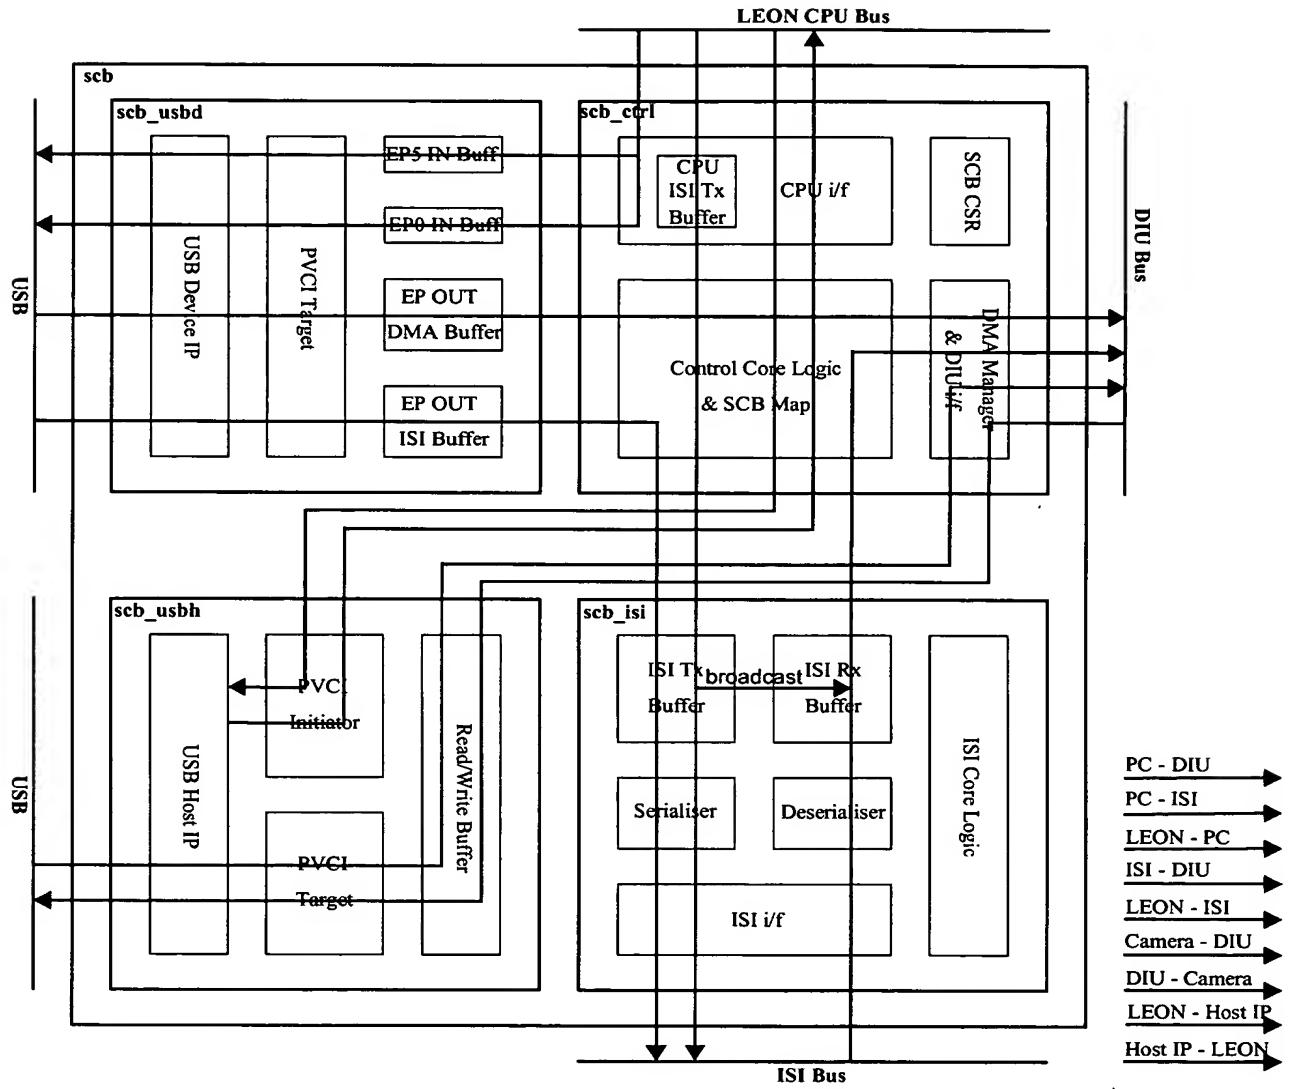 LEON CPU Bus
scb
scb_usbd
scb_ctrl
EP5 IN Buff
EP0 IN Buff
EP OUT
DMA Buffer
EP OUT
ISI Buffer
USB Device IP
PVCI Target
USB
CPU
ISI Tx
Buffer
CPU i/f
SCB CSR
Control Core Logic
& SCB Map
DMA Manager
& DIU i/f
DIU Bus
scb_usbh
scb_isi
USB
USB Host IP
PVCI
Initiator
PVCI
Target
Read/Write Buffer
ISI Tx
Buffer
broadcast
ISI Rx
Buffer
Serialiser
Deserialiser
ISI i/f
ISI Core Logic
ISI Bus
PC - DIU
PC - ISI
LEON - PC
ISI - DIU
LEON - ISI
Camera - DIU
DIU - Camera
LEON - Host IP
Host IP - LEON